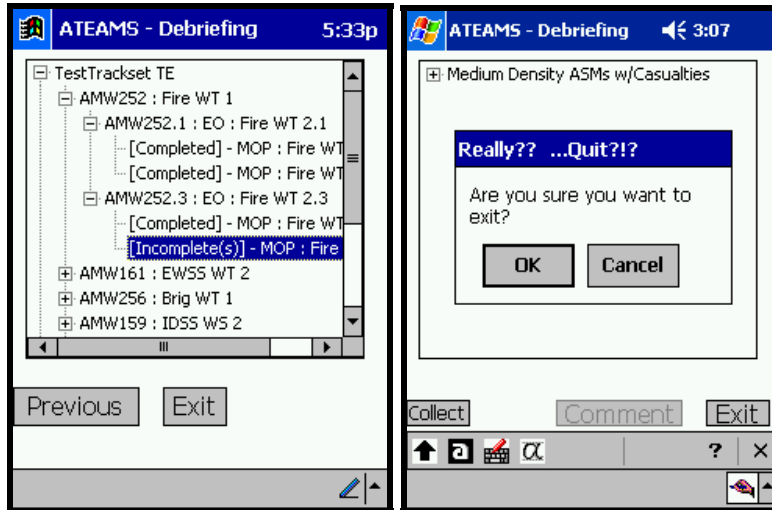 ATEAMS - Debriefing 5:33p
TestTrackset TE
AMW252 : Fire WT 1
AMW252.1 : EO : Fire WT 2.1
[Completed] - MOP : Fire WT
[Completed] - MOP : Fire WT
AMW252.3 : EO : Fire WT 2.3
[Completed] - MOP : Fire WT
[Incomplete(s)] - MOP : Fire
AMW161 : EWSS WT 2
AMW256 : Brig WT 1
AMW159 : IDSS WS 2
Previous Exit
ATEAMS - Debriefing 3:07
Medium Density ASMs w/Casualties
Really?? ...Quit?!?
Are you sure you want to
exit?
OK Cancel
Collect Comment Exit
a α ? ×